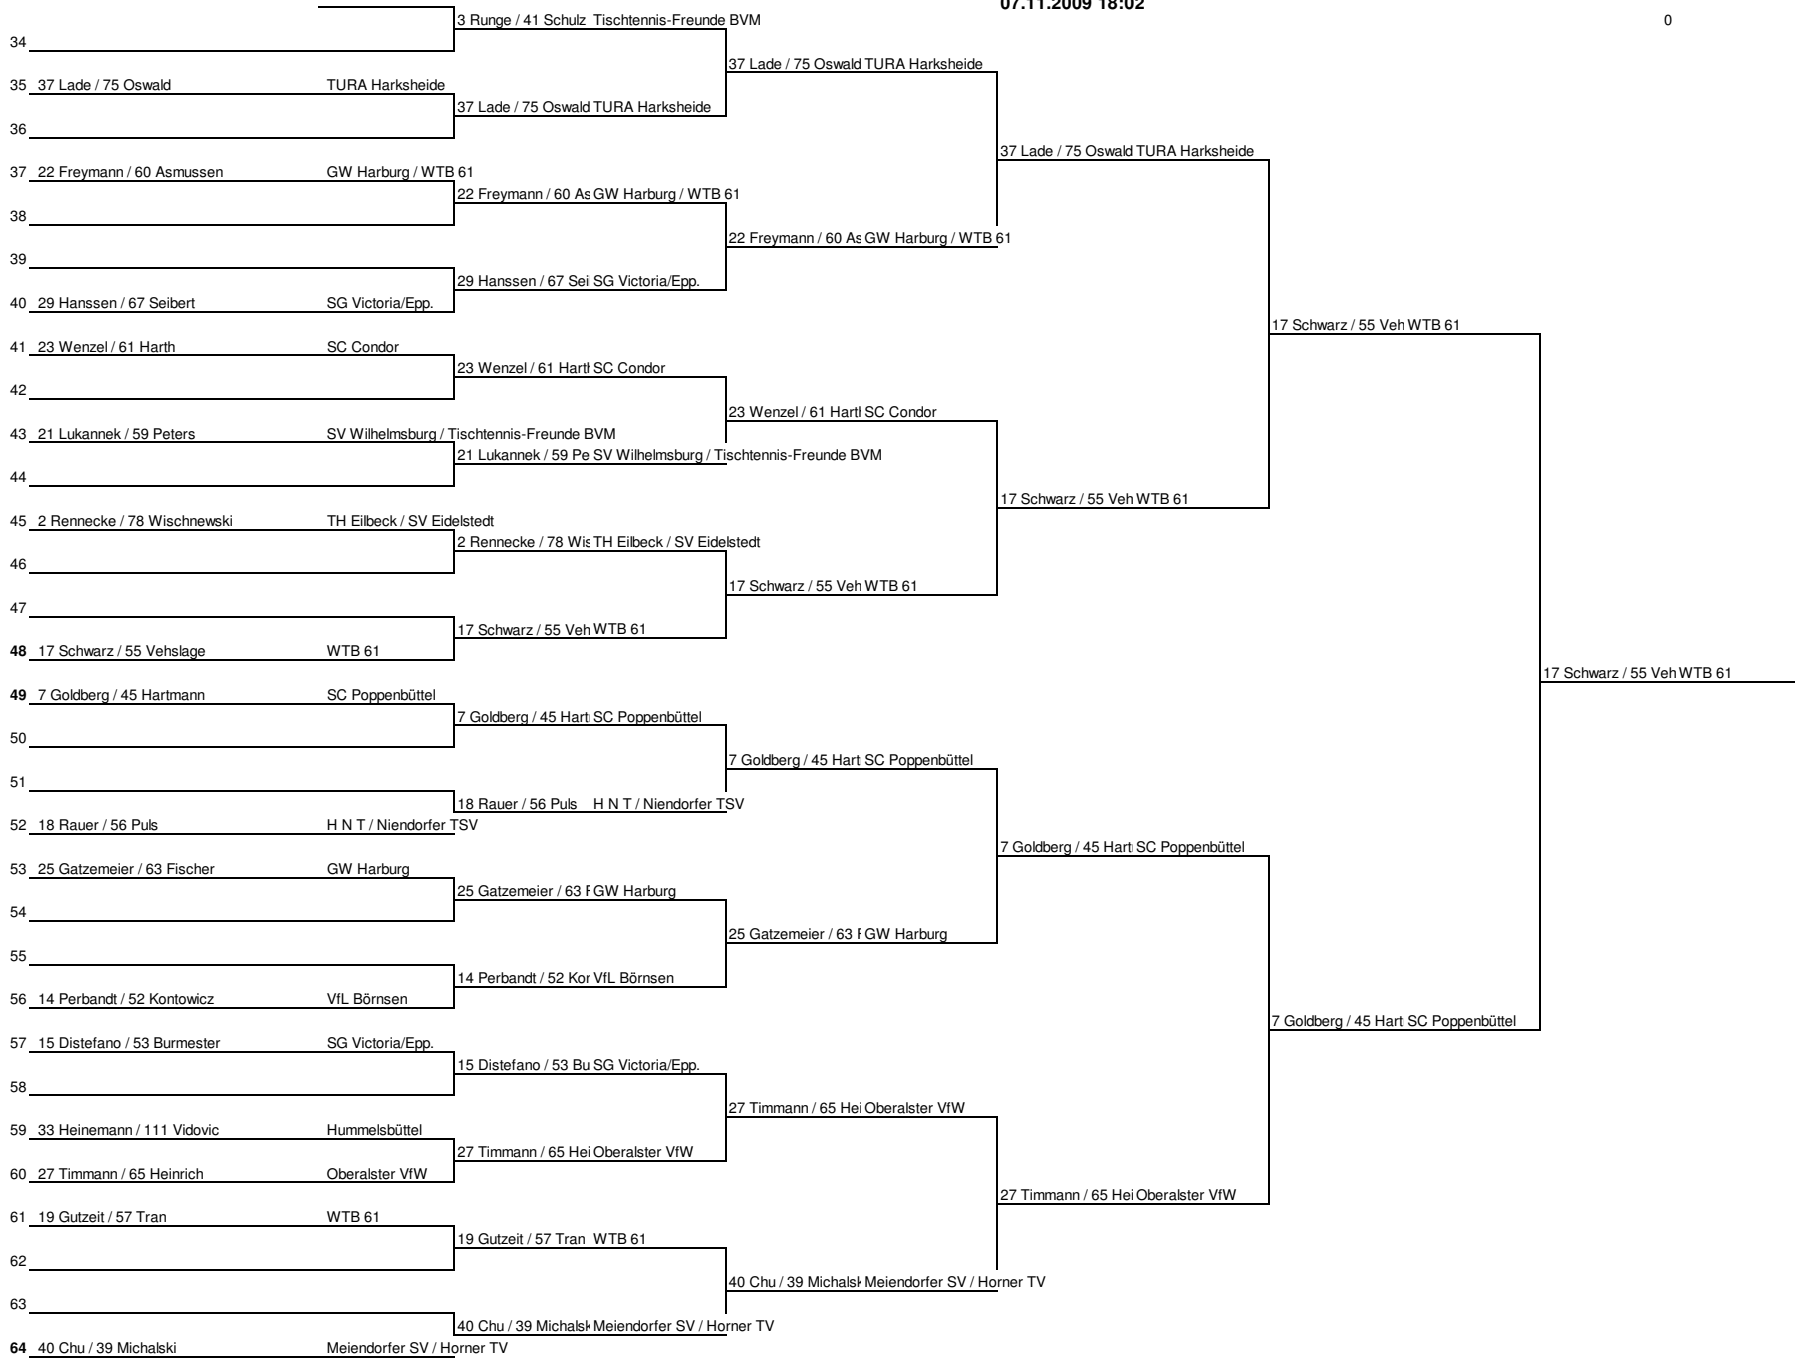 07.11.2009 18:02
3 Runge / 41 Schulz Tischtennis-Freunde BVM
0
34
37 Lade / 75 Oswald TURA Harksheide
35 37 Lade / 75 Oswald TURA Harksheide
37 Lade / 75 Oswald TURA Harksheide
36
37 Lade / 75 Oswald TURA Harksheide
37 22 Freymann / 60 Asmussen GW Harburg / WTB 61
22 Freymann / 60 As GW Harburg / WTB 61
38
22 Freymann / 60 As GW Harburg / WTB 61
39
29 Hanssen / 67 Sei SG Victoria/Epp.
40 29 Hanssen / 67 Seibert SG Victoria/Epp.
17 Schwarz / 55 Veh WTB 61
41 23 Wenzel / 61 Harth SC Condor
23 Wenzel / 61 Hartl SC Condor
42
23 Wenzel / 61 Hartl SC Condor
43 21 Lukannek / 59 Peters SV Wilhelmsburg / Tischtennis-Freunde BVM
21 Lukannek / 59 Pe SV Wilhelmsburg / Tischtennis-Freunde BVM
44
17 Schwarz / 55 Veh WTB 61
45 2 Rennecke / 78 Wischnewski TH Eilbeck / SV Eidelstedt
2 Rennecke / 78 Wis TH Eilbeck / SV Eidelstedt
46
17 Schwarz / 55 Veh WTB 61
47
17 Schwarz / 55 Veh WTB 61
48 17 Schwarz / 55 Vehslage WTB 61
17 Schwarz / 55 Veh WTB 61
49 7 Goldberg / 45 Hartmann SC Poppenbüttel
7 Goldberg / 45 Hart SC Poppenbüttel
50
7 Goldberg / 45 Hart SC Poppenbüttel
51
18 Rauer / 56 Puls H N T / Niendorfer TSV
52 18 Rauer / 56 Puls H N T / Niendorfer TSV
7 Goldberg / 45 Hart SC Poppenbüttel
53 25 Gatzemeier / 63 Fischer GW Harburg
25 Gatzemeier / 63 F GW Harburg
54
25 Gatzemeier / 63 F GW Harburg
55
14 Perbandt / 52 Kor VfL Börnsen
56 14 Perbandt / 52 Kontowicz VfL Börnsen
7 Goldberg / 45 Hart SC Poppenbüttel
57 15 Distefano / 53 Burmester SG Victoria/Epp.
15 Distefano / 53 Bu SG Victoria/Epp.
58
27 Timmann / 65 Hei Oberalster VfW
59 33 Heinemann / 111 Vidovic Hummelsbüttel
27 Timmann / 65 Hei Oberalster VfW
60 27 Timmann / 65 Heinrich Oberalster VfW
27 Timmann / 65 Hei Oberalster VfW
61 19 Gutzeit / 57 Tran WTB 61
19 Gutzeit / 57 Tran WTB 61
62
40 Chu / 39 Michalsk Meiendorfer SV / Horner TV
63
40 Chu / 39 Michalsk Meiendorfer SV / Horner TV
64 40 Chu / 39 Michalski Meiendorfer SV / Horner TV